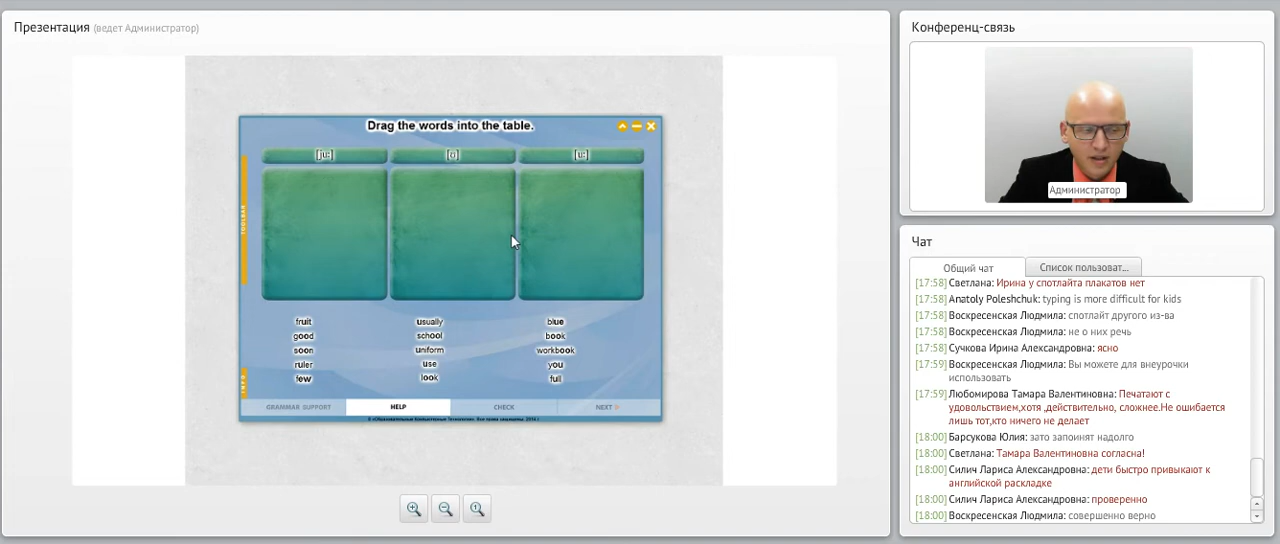 Презентация (ведет Администратор)
Drag the words into the table.
[ju:] [ʊ] [u:]
TOOLBAR
fruit usually blue
good school book
soon uniform workbook
ruler use you
few look full
GRAMMAR SUPPORT HELP CHECK NEXT
Конференц-связь
Администратор
Чат
Общий чат Список пользоват...
[17:58] Светлана: Ирина у спотлайта плакатов нет
[17:58] Anatoly Poleshchuk: typing is more difficult for kids
[17:58] Воскресенская Людмила: спотлайт другого из-ва
[17:58] Воскресенская Людмила: не о них речь
[17:58] Сучкова Ирина Александровна: ясно
[17:59] Воскресенская Людмила: Вы можете для внеурочки
использовать
[17:59] Любомирова Тамара Валентиновна: Печатают с
удовольствием,хотя ,действительно, сложнее.Не ошибается
лишь тот,кто ничего не делает
[18:00] Барсукова Юлия: зато запоинят надолго
[18:00] Светлана: Тамара Валентиновна согласна!
[18:00] Силич Лариса Александровна: дети быстро привыкают к
английской раскладке
[18:00] Силич Лариса Александровна: проверенно
[18:00] Воскресенская Людмила: совершенно верно